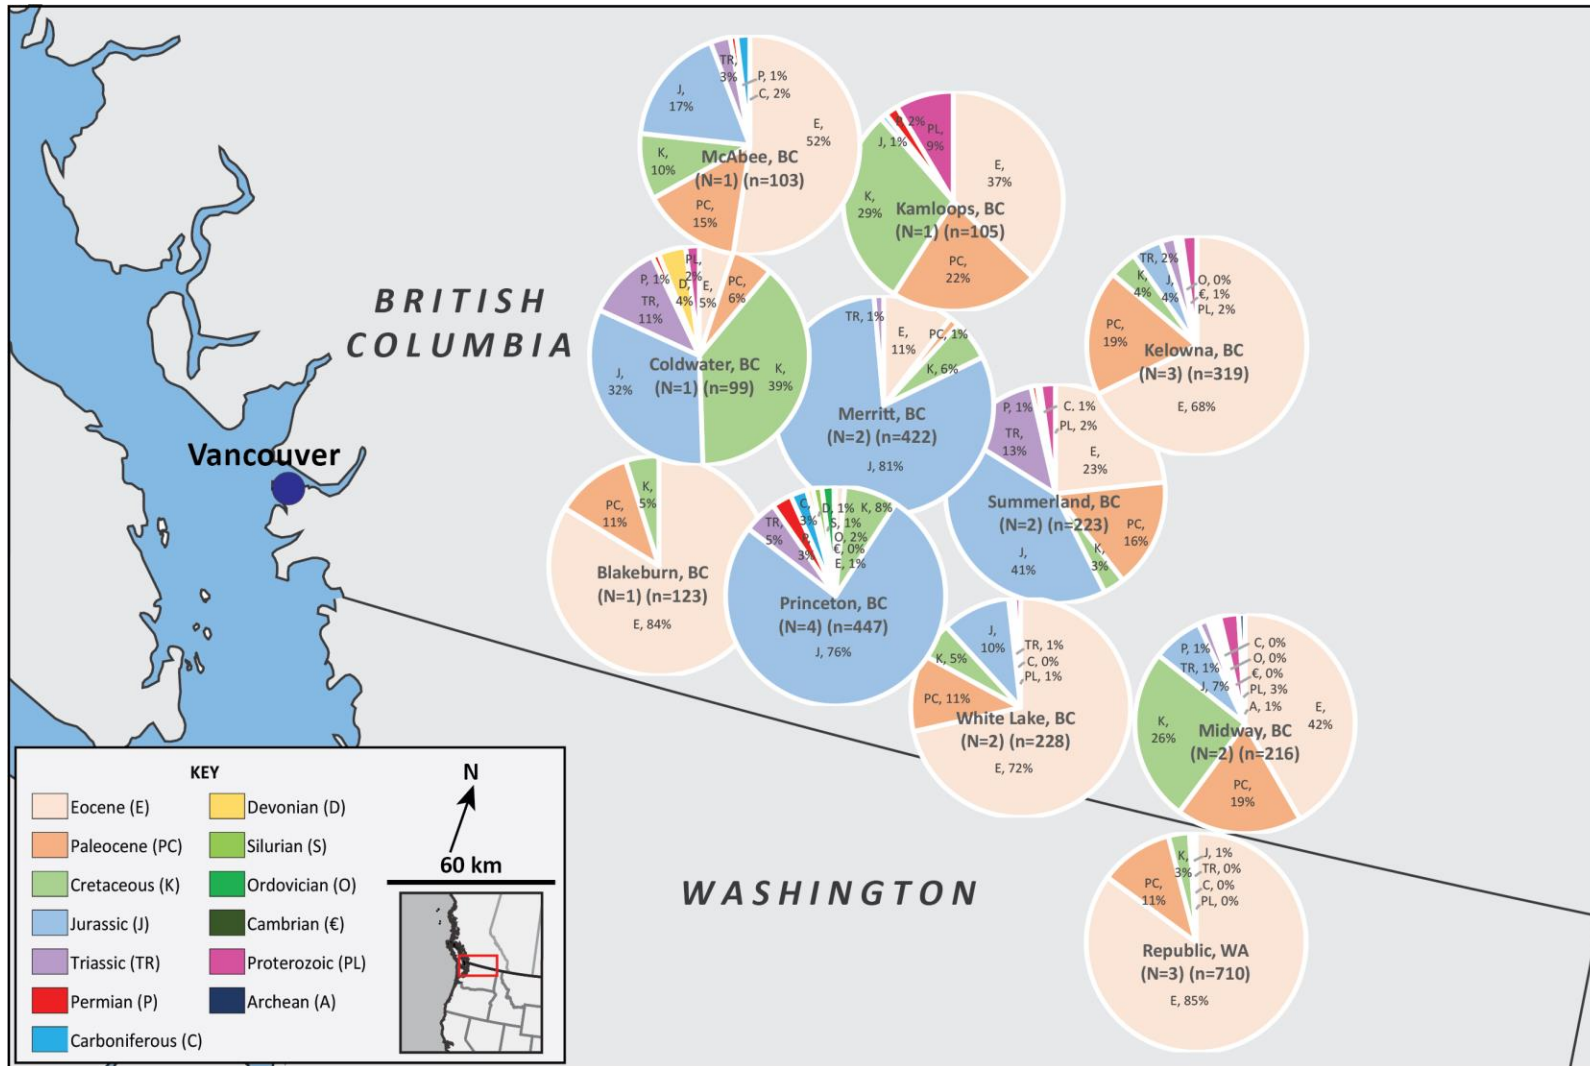 TR,
3%
P, 1%
C, 2%
J,
17%
E,
52%
K,
10%
McAbee, BC
(N=1) (n=103)
PC,
15%
P, 2%
PL,
9%
J, 1%
E,
37%
K,
29%
Kamloops, BC
(N=1) (n=105)
PC,
22%
BRITISH
COLUMBIA
PL,
2%
P, 1%
D,
4%
E,
5%
PC,
6%
TR,
11%
Coldwater, BC
(N=1) (n=99)
J,
32%
K,
39%
TR, 1%
E,
11%
PC, 1%
K, 6%
Merritt, BC
(N=2) (n=422)
J, 81%
TR, 2%
K,
4%
J,
4%
O, 0%
€, 1%
PL, 2%
PC,
19%
Kelowna, BC
(N=3) (n=319)
E, 68%
P, 1%
C, 1%
PL, 2%
TR,
13%
E,
23%
Summerland, BC
(N=2) (n=223)
PC,
16%
K,
3%
J,
41%
Vancouver
K,
5%
PC,
11%
Blakeburn, BC
(N=1) (n=123)
E, 84%
C,
3%
D, 1%
K, 8%
TR,
5%
P,
3%
S, 1%
O, 2%
€, 0%
E, 1%
Princeton, BC
(N=4) (n=447)
J, 76%
J,
10%
K, 5%
TR, 1%
C, 0%
PL, 1%
PC, 11%
White Lake, BC
(N=2) (n=228)
E, 72%
P, 1%
TR, 1%
J, 7%
C, 0%
O, 0%
€, 0%
PL, 3%
A, 1%
E,
42%
K,
26%
Midway, BC
(N=2) (n=216)
PC,
19%
J, 1%
K,
3%
TR, 0%
C, 0%
PL, 0%
PC,
11%
Republic, WA
(N=3) (n=710)
E, 85%
WASHINGTON
KEY
Eocene (E)
Paleocene (PC)
Cretaceous (K)
Jurassic (J)
Triassic (TR)
Permian (P)
Carboniferous (C)
Devonian (D)
Silurian (S)
Ordovician (O)
Cambrian (€)
Proterozoic (PL)
Archean (A)
N
60 km